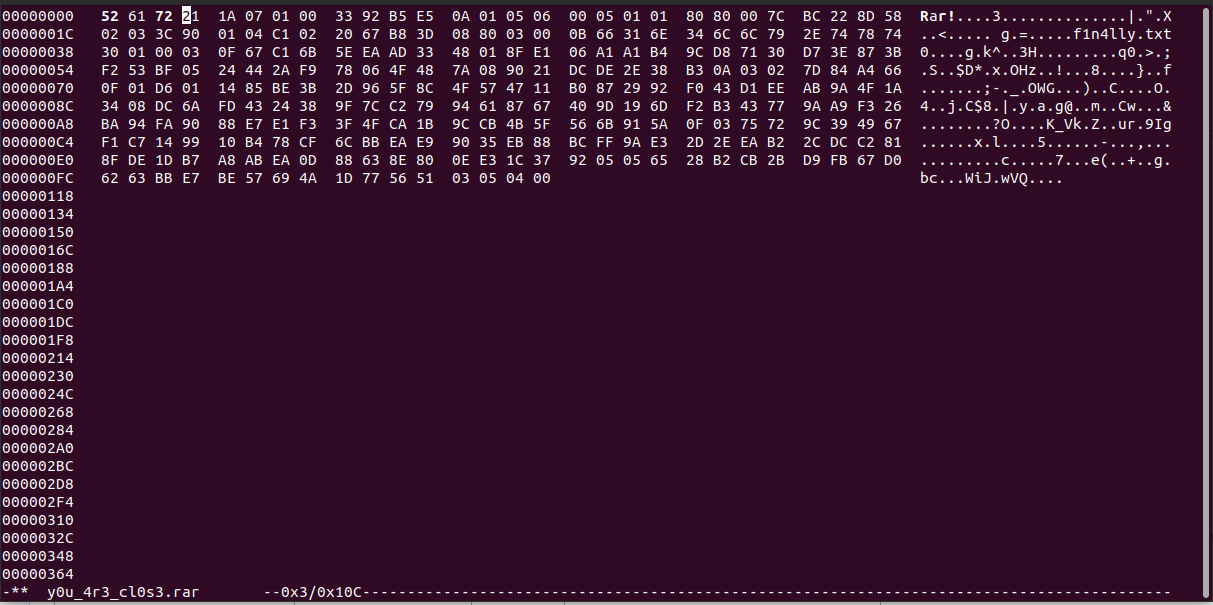 00000000   52 61 72 21  1A 07 01 00  33 92 B5 E5  0A 01 05 06  00 05 01 01  80 80 00 7C  BC 22 8D 58  Rar!....3..............|.".X
0000001C   02 03 3C 90  01 04 C1 02  20 67 B8 3D  08 80 03 00  0B 66 31 6E  34 6C 6C 79  2E 74 78 74  ..<..... g.=.....f1n4lly.txt
00000038   30 01 00 03  0F 67 C1 6B  5E EA AD 33  48 01 8F E1  06 A1 A1 B4  9C D8 71 30  D7 3E 87 3B  0....g.k^..3H.........q0.>.;
00000054   F2 53 BF 05  24 44 2A F9  78 06 4F 48  7A 08 90 21  DC DE 2E 38  B3 0A 03 02  7D 84 A4 66  .S..$D*.x.OHz..!...8....}..f
00000070   0F 01 D6 01  14 85 BE 3B  2D 96 5F 8C  4F 57 47 11  B0 87 29 92  F0 43 D1 EE  AB 9A 4F 1A  .......;-._.OWG...)..C....O.
0000008C   34 08 DC 6A  FD 43 24 38  9F 7C C2 79  94 61 87 67  40 9D 19 6D  F2 B3 43 77  9A A9 F3 26  4..j.C$8.|.y.a.g@..m..Cw...&
000000A8   BA 94 FA 90  88 E7 E1 F3  3F 4F CA 1B  9C CB 4B 5F  56 6B 91 5A  0F 03 75 72  9C 39 49 67  ........?O....K_Vk.Z..ur.9Ig
000000C4   F1 C7 14 99  10 B4 78 CF  6C BB EA E9  90 35 EB 88  BC FF 9A E3  2D 2E EA B2  2C DC C2 81  ......x.l....5......-...,...
000000E0   8F DE 1D B7  A8 AB EA 0D  88 63 8E 80  0E E3 1C 37  92 05 05 65  28 B2 CB 2B  D9 FB 67 D0  .........c.....7...e(..+..g.
000000FC   62 63 BB E7  BE 57 69 4A  1D 77 56 51  03 05 04 00  bc...WiJ.wVQ....
00000118
00000134
00000150
0000016C
00000188
000001A4
000001C0
000001DC
000001F8
00000214
00000230
0000024C
00000268
00000284
000002A0
000002BC
000002D8
000002F4
00000310
0000032C
00000348
00000364
-**  y0u_4r3_cl0s3.rar       --0x3/0x10C------------------------------------------------------------------------------------------------